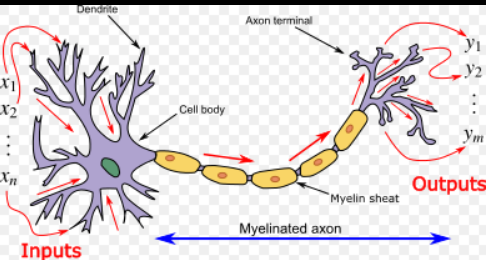 Dendrite
Axon terminal
y1
y2
⋮
ym
x1
x2
⋮
xn
Cell body
Myelin sheat
Outputs
Myelinated axon
Inputs